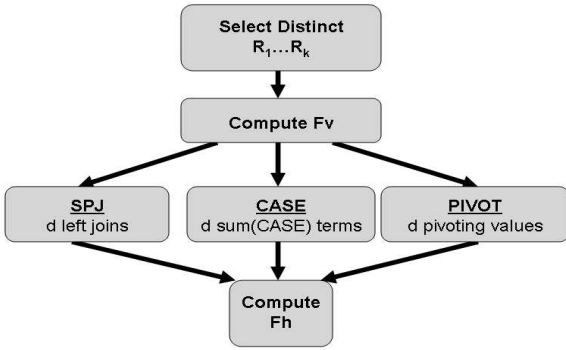 Select Distinct
R1...Rk
Compute Fv
SPJ
d left joins
CASE
d sum(CASE) terms
PIVOT
d pivoting values
Compute
Fh